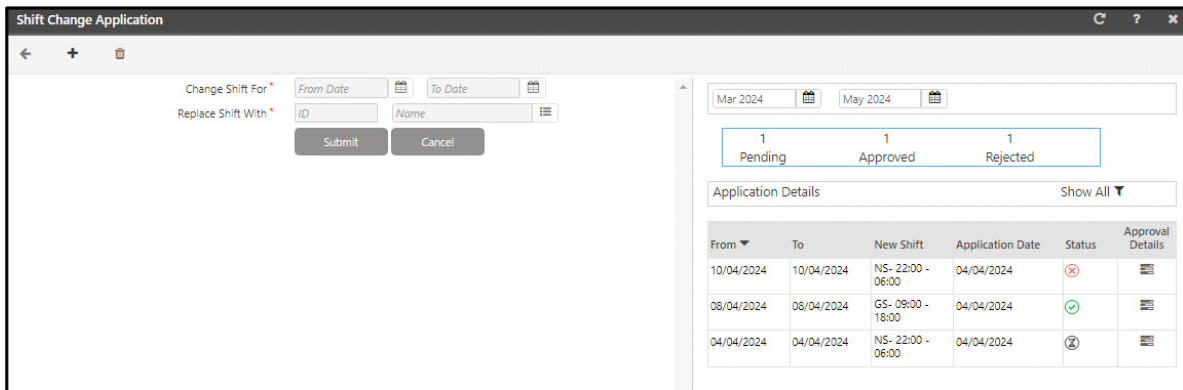 Shift Change Application
?
Change Shift For * From Date To Date
Replace Shift With * ID Name
Submit Cancel
Mar 2024 May 2024
1 1 1
Pending Approved Rejected
Application Details Show All
From To New Shift Application Date Status Approval Details
10/04/2024 10/04/2024 NS- 22:00 - 06:00 04/04/2024
08/04/2024 08/04/2024 GS- 09:00 - 18:00 04/04/2024
04/04/2024 04/04/2024 NS- 22:00 - 06:00 04/04/2024